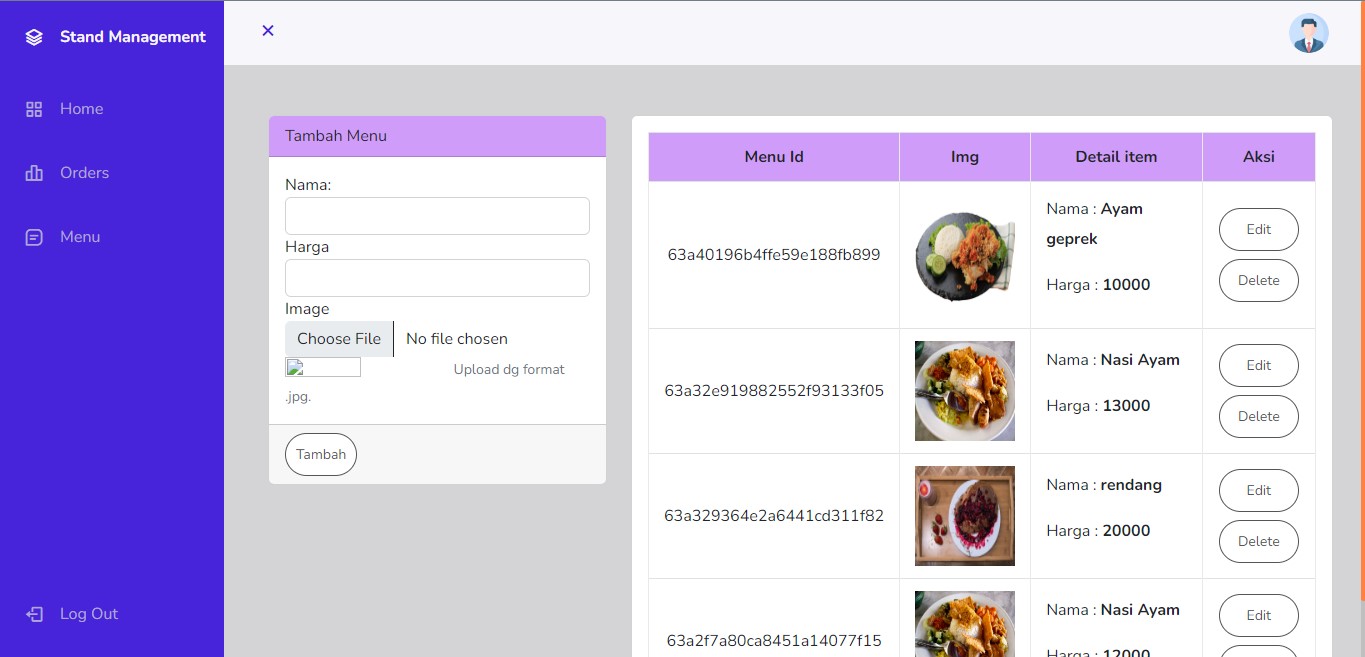 Stand Management
Home
Orders
Menu
Log Out
Tambah Menu
Nama:
Harga
Image
Choose File No file chosen
Upload dg format
.jpg.
Tambah
Menu Id Img Detail item Aksi
63a40196b4ffe59e188fb899
Nama : Ayam
geprek
Harga : 10000
Edit
Delete
63a32e919882552f93133f05
Nama : Nasi Ayam
Harga : 13000
Edit
Delete
63a329364e2a6441cd311f82
Nama : rendang
Harga : 20000
Edit
Delete
63a2f7a80ca8451a14077f15
Nama : Nasi Ayam
Harga : 12000
Edit